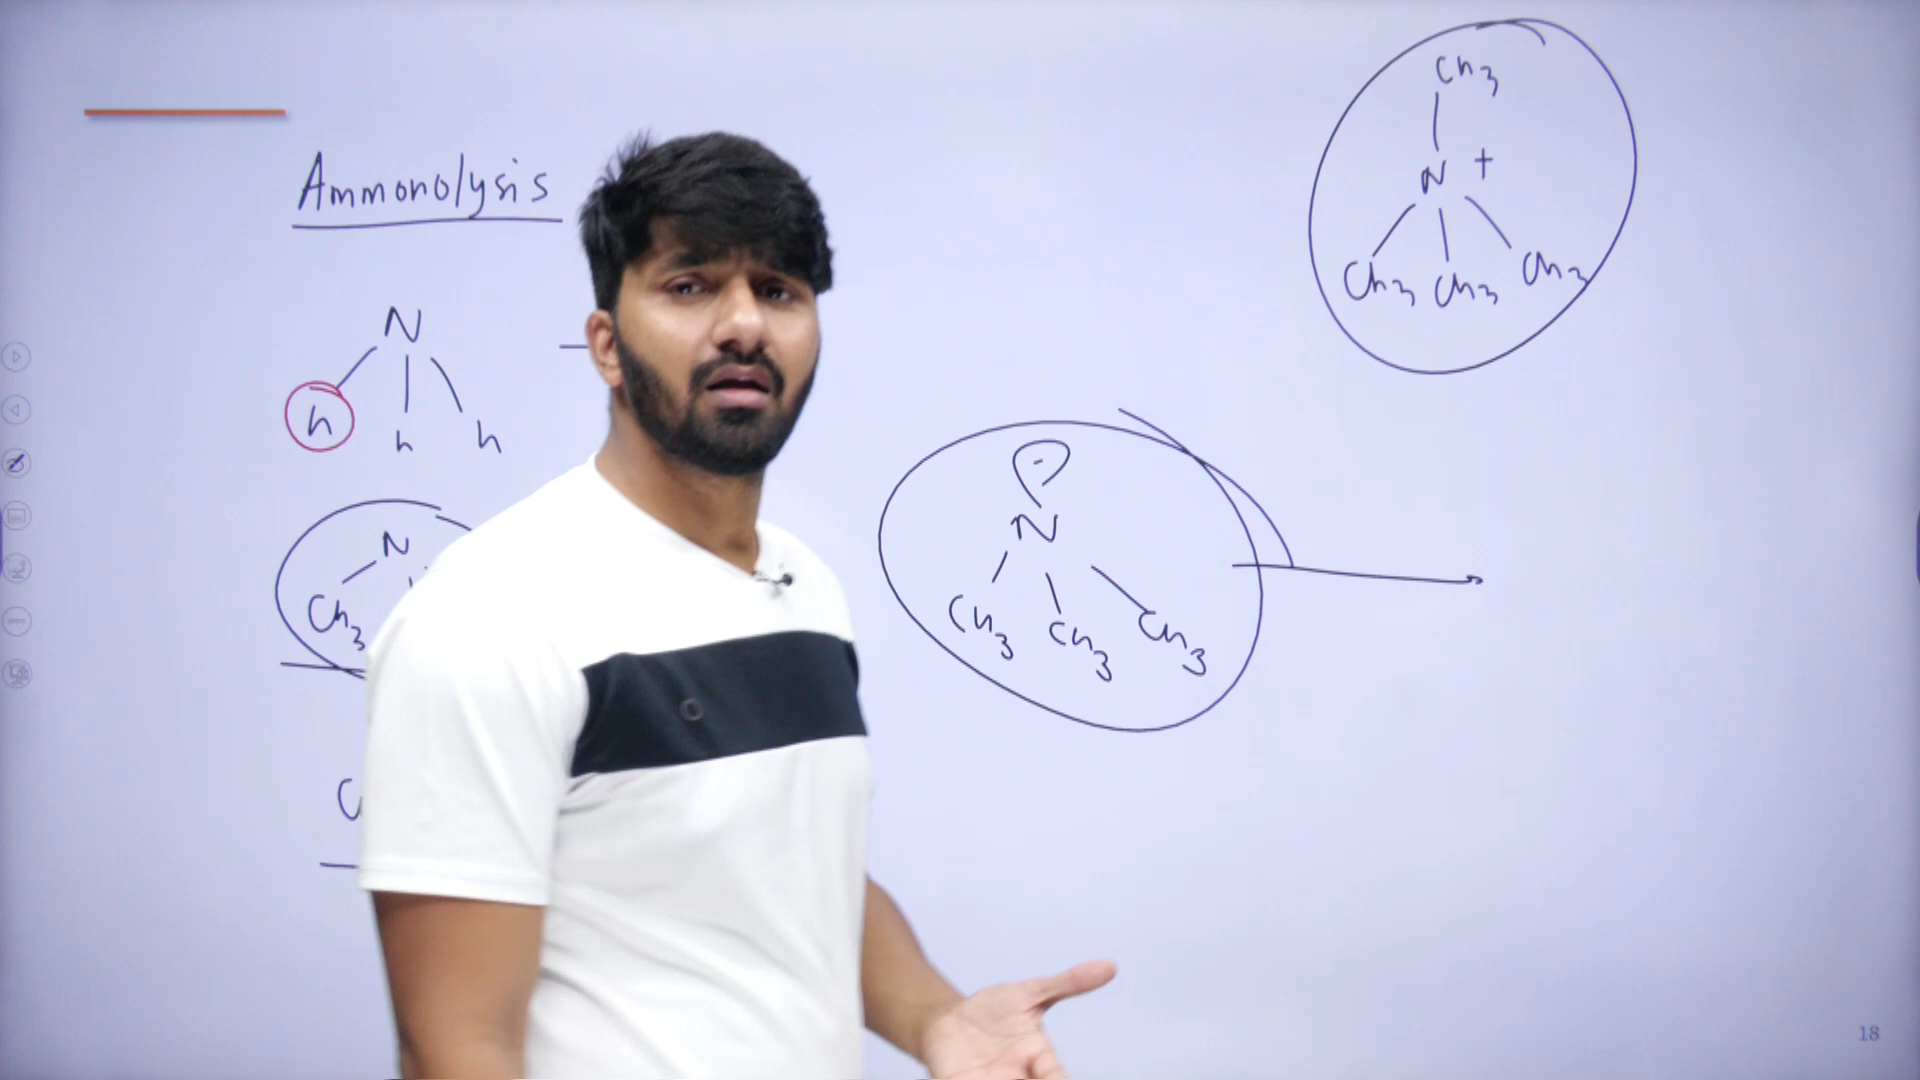 Ammonolysis
N
h h h
N
CH3
CH3
N +
CH3 CH3 CH3
N
CH3 CH3 CH3
18